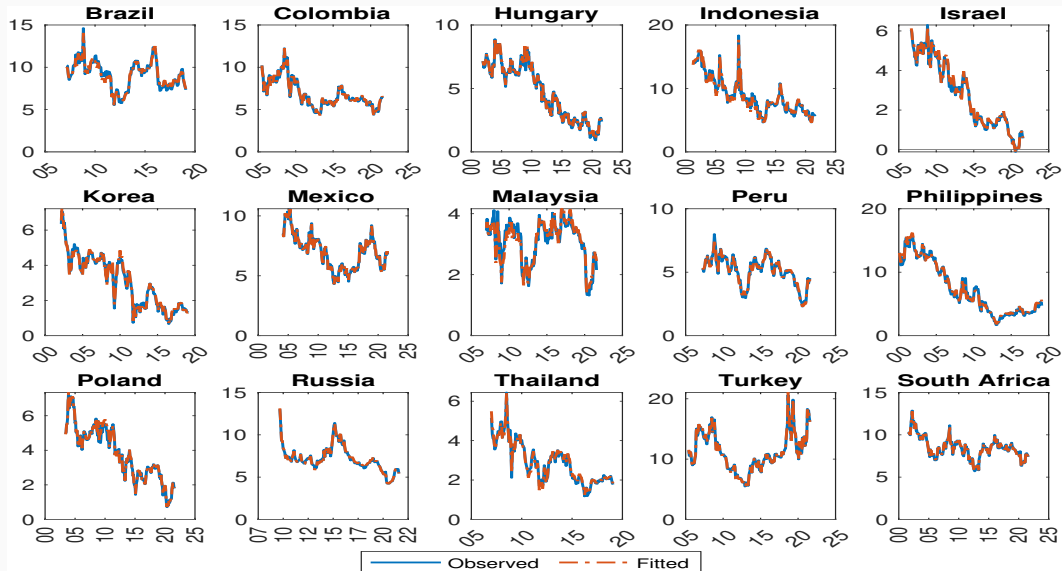 Brazil Colombia Hungary Indonesia Israel
15 15 10 20 6
10 10 15 4
5 5 5 10 2
5 0
0 0 0 0
05 10 15 20 05 10 15 20 25 00 05 10 15 20 25 00 05 10 15 20 25 05 10 15 20 25
Korea Mexico Malaysia Peru Philippines
6 10 4 10 20
4 5 2 5 10
2
0 0 0 0 0
00 05 10 15 20 00 05 10 15 20 25 05 10 15 20 25 05 10 15 20 25 00 05 10 15 20
Poland Russia Thailand Turkey South Africa
6 15 6 20 15
4 10 4 10 10
2 5 2 5
0 0 0 0 0
00 05 10 15 20 25 07 10 12 15 17 20 22 05 10 15 20 05 10 15 20 25 00 05 10 15 20 25
Observed Fitted